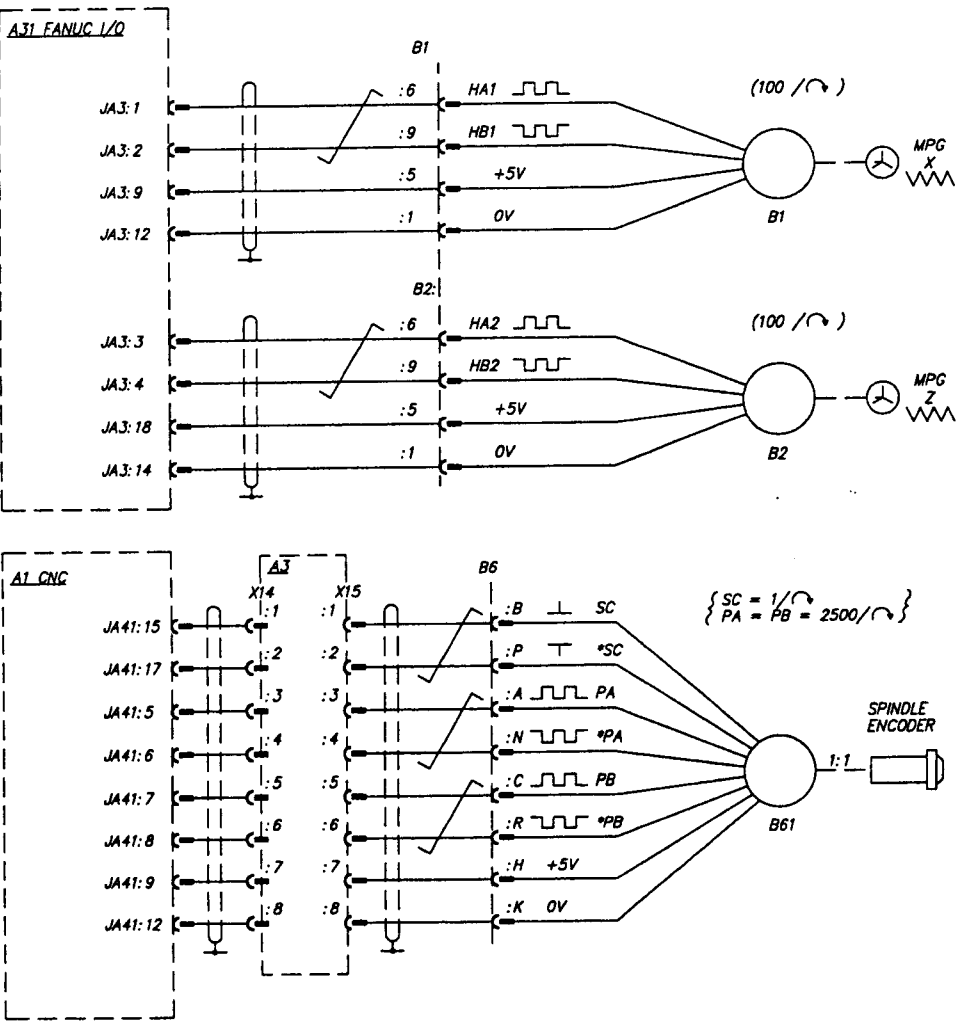 A31 FANUC I/O
B1
JA3:1 :6 HA1 (100 / )
JA3:2 :9 HB1
JA3:9 :5 +5V
JA3:12 :1 0V
B1
MPG
X
B2:
JA3:3 :6 HA2 (100 / )
JA3:4 :9 HB2
JA3:18 :5 +5V
JA3:14 :1 0V
B2
MPG
Z
A1 CNC
A3
X14 X15
B6
JA41:15 :1 :1 :B SC
JA41:17 :2 :2 :P *SC
JA41:5 :3 :3 :A PA
JA41:6 :4 :4 :N *PA
JA41:7 :5 :5 :C PB
JA41:8 :6 :6 :R *PB
JA41:9 :7 :7 :H +5V
JA41:12 :8 :8 :K 0V
{ SC = 1/ }
{ PA = PB = 2500/ }
SPINDLE
ENCODER
1:1
B61